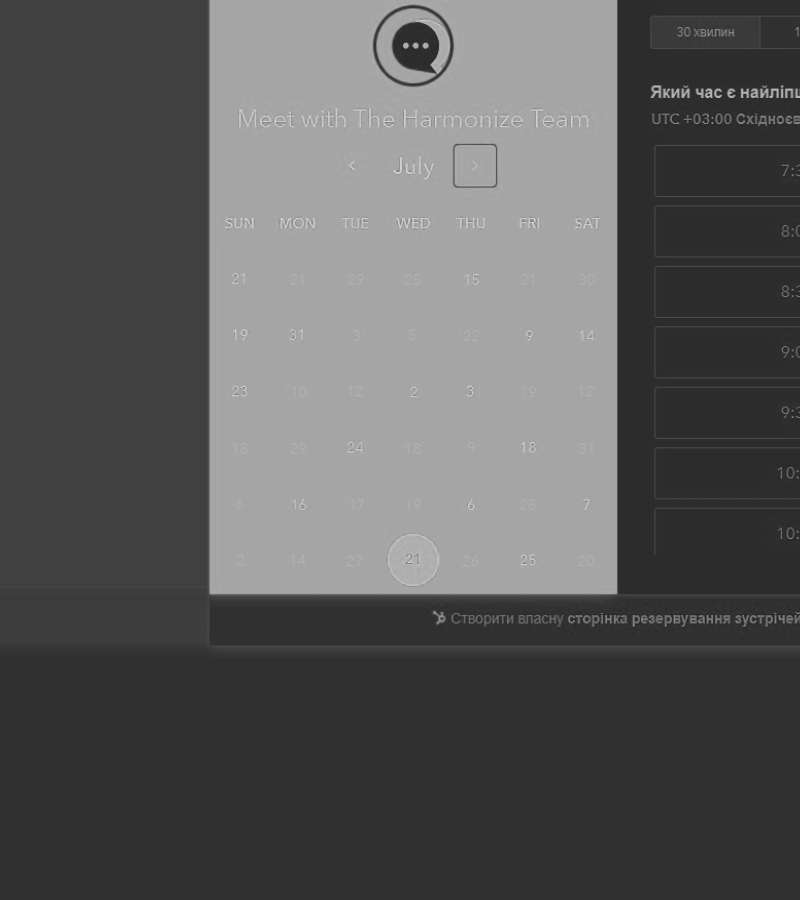 Meet with The Harmonize Team
July
SUN MON TUE WED THU FRI SAT
21 21 29 25 15 21 30
19 31 3 5 22 9 14
23 10 12 2 3 19 12
18 29 24 18 9 18 31
6 16 17 19 6 25 7
2 14 27 21 26 25 20
30 хвилин 1
Який час є найліпш
UTC +03:00 Східноєв
7:3
8:0
8:3
9:0
9:3
10:
10:
Створити власну сторінка резервування зустрічей